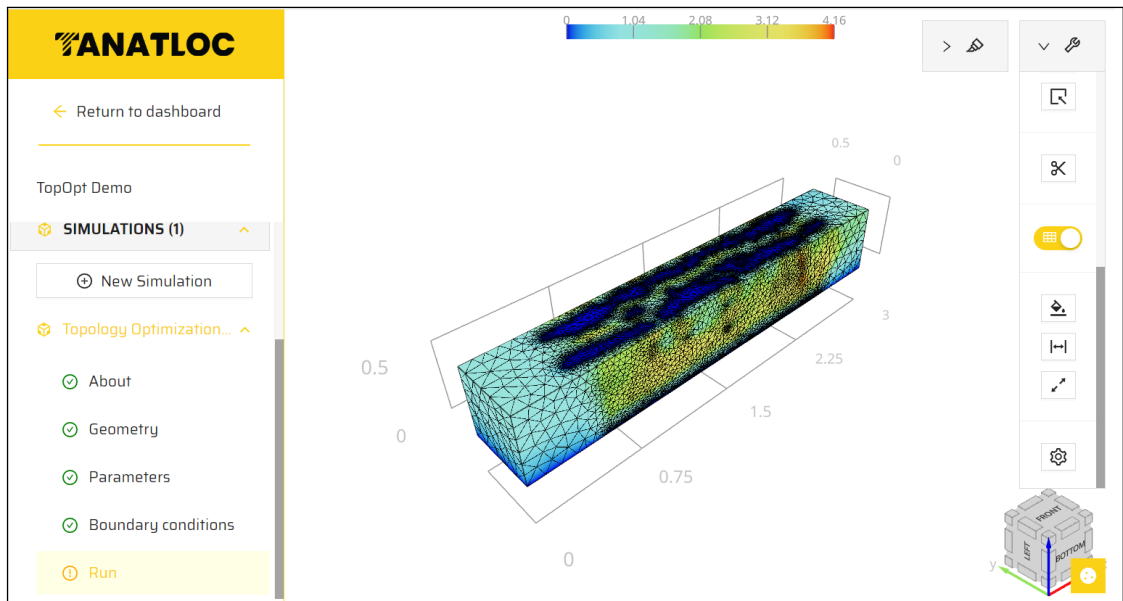 TANATLOC
Return to dashboard
TopOpt Demo
SIMULATIONS (1)
New Simulation
Topology Optimization...
About
Geometry
Parameters
Boundary conditions
Run
0 1.04 2.08 3.12 4.16
0.5
0
0.5
0
3
2.25
1.5
0.75
0
FRONT
LEFT
BOTTOM
y